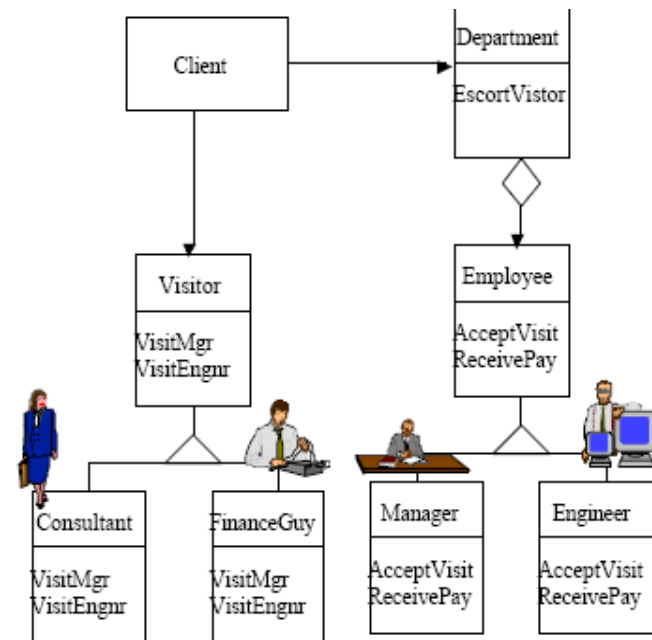 Department
Client
EscortVistor
Visitor
VisitMgr
VisitEngnr
Employee
AcceptVisit
ReceivePay
Consultant
VisitMgr
VisitEngnr
FinanceGuy
VisitMgr
VisitEngnr
Manager
AcceptVisit
ReceivePay
Engineer
AcceptVisit
ReceivePay